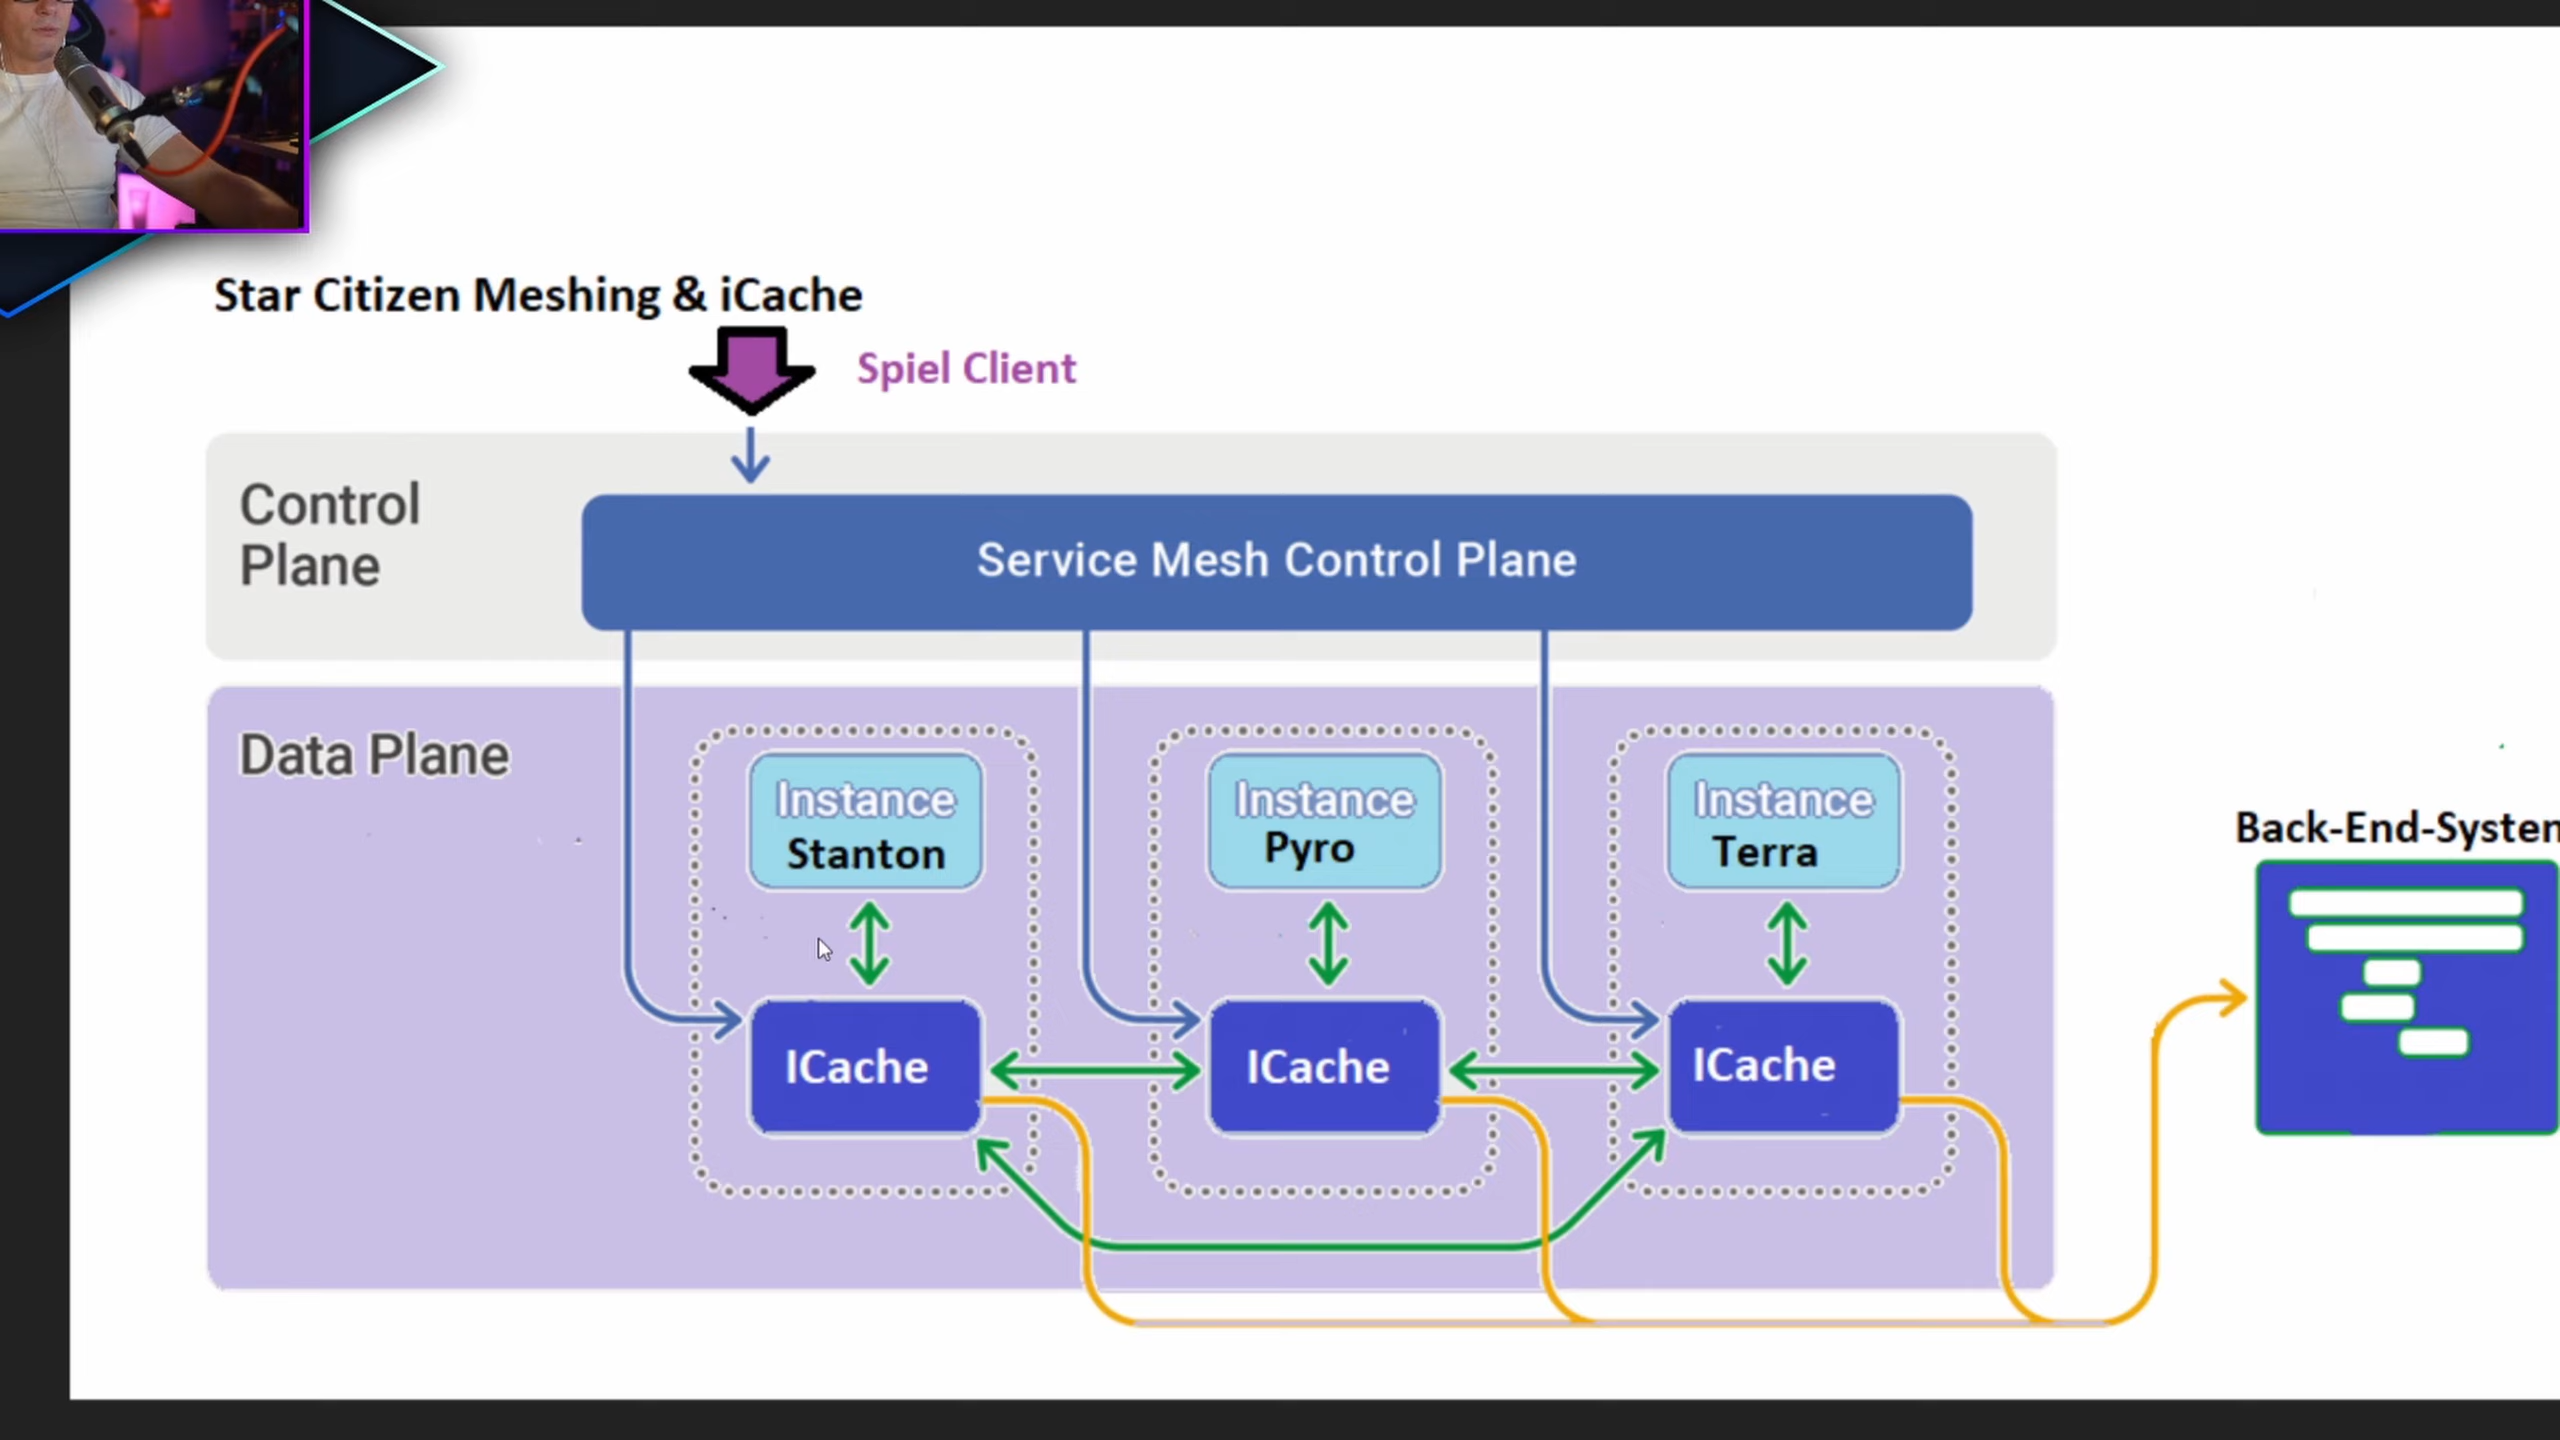 Star Citizen Meshing & iCache
Spiel Client
Control
Plane
Service Mesh Control Plane
Data Plane
Instance
Stanton
Instance
Pyro
Instance
Terra
Back-End-System
ICache
ICache
ICache